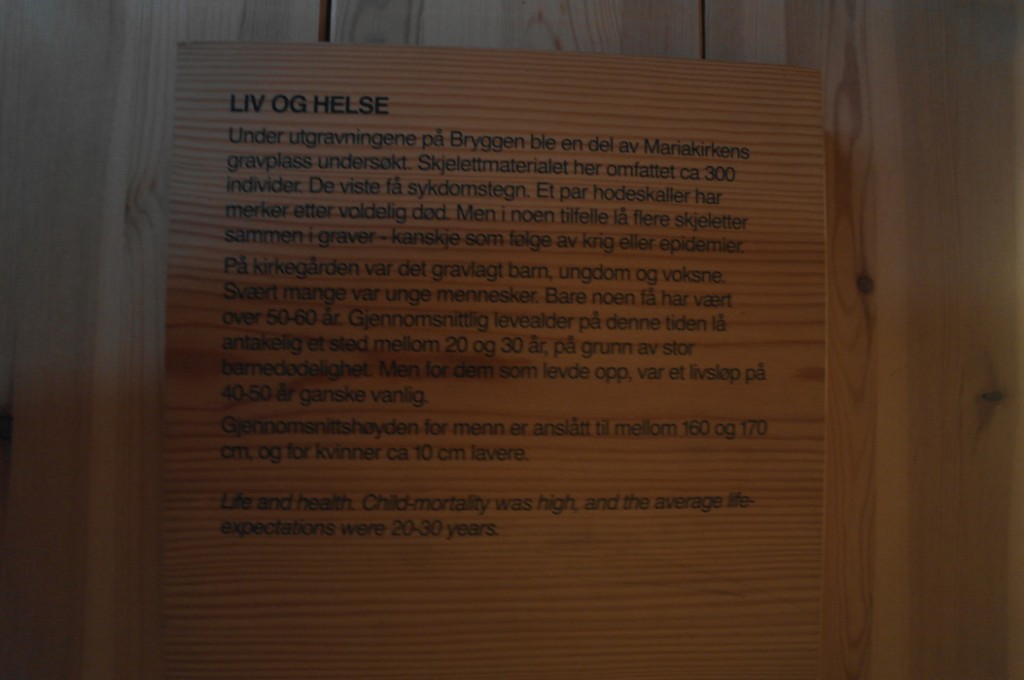 LIV OG HELSE
Under utgravningene på Bryggen ble en del av Mariakirkens
gravplass undersøkt. Skjelettmaterialet her omfattet ca 300
individer. De viste få sykdomstegn. Et par hodeskaller har
merker etter voldelig død. Men i noen tilfelle lå flere skjeletter
sammen i graver - kanskje som følge av krig eller epidemier.
På kirkegården var det gravlagt barn, ungdom og voksne.
Svært mange var unge mennesker. Bare noen få har vært
over 50-60 år. Gjennomsnittlig levealder på denne tiden lå
antakelig et sted mellom 20 og 30 år, på grunn av stor
barnedødelighet. Men for dem som levde opp, var et livsløp på
40-50 år ganske vanlig.
Gjennomsnittshøyden for menn er anslått til mellom 160 og 170
cm, og for kvinner ca 10 cm lavere.
Life and health. Child-mortality was high, and the average life-
expectations were 20-30 years.